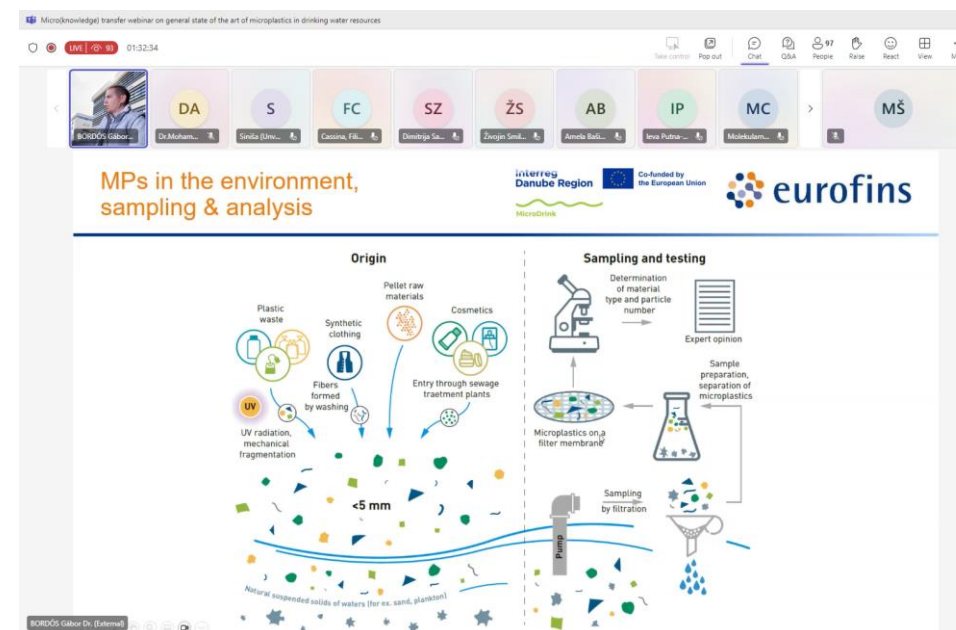 Micro(knowledge) transfer webinar on general state of the art of microplastics in drinking water resources
LIVE 93 01:32:34
Take control Pop out Chat Q&A 97 People Raise React View
DA S FC SZ ŽS AB IP MC MŠ
BORDÓS Gábor... Dr.Moham... Siniša (Unv... Cassina, Fili... Dimitrija Sa... Živojin Smil... Amela Baši... Ieva Putna-... Molekulam...
MPs in the environment,
sampling & analysis
Interreg
Danube Region
Co-funded by
the European Union
MicroDrink
eurofins
Origin
Plastic
waste
Synthetic
clothing
Pellet raw
materials
Cosmetics
UV
Fibers
formed
by washing
Entry through sewage
traetment plants
UV radiation,
mechanical
fragmentation
<5 mm
Natural suspended solids of waters (for ex. sand, plankton)
Sampling and testing
Determination
of material
type and particle
number
Expert opinion
Sample
preparation,
separation of
microplastics
Microplastics on a
filter membrane
Sampling
by filtration
Pump
BORDÓS Gábor Dr. (External)